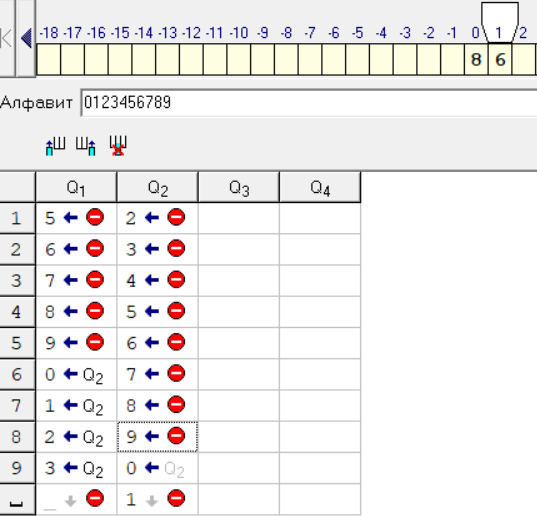 -18 -17 -16 -15 -14 -13 -12 -11 -10 -9 -8 -7 -6 -5 -4 -3 -2 -1 0 1 2
8 6
Алфавит 0123456789
Q₁ Q₂ Q₃ Q₄
1 5 ← 2 ←
2 6 ← 3 ←
3 7 ← 4 ←
4 8 ← 5 ←
5 9 ← 6 ←
6 0 ← Q₂ 7 ←
7 1 ← Q₂ 8 ←
8 2 ← Q₂ 9 ←
9 3 ← Q₂ 0 ← Q₂
␣ _ ↓ 1 ↓